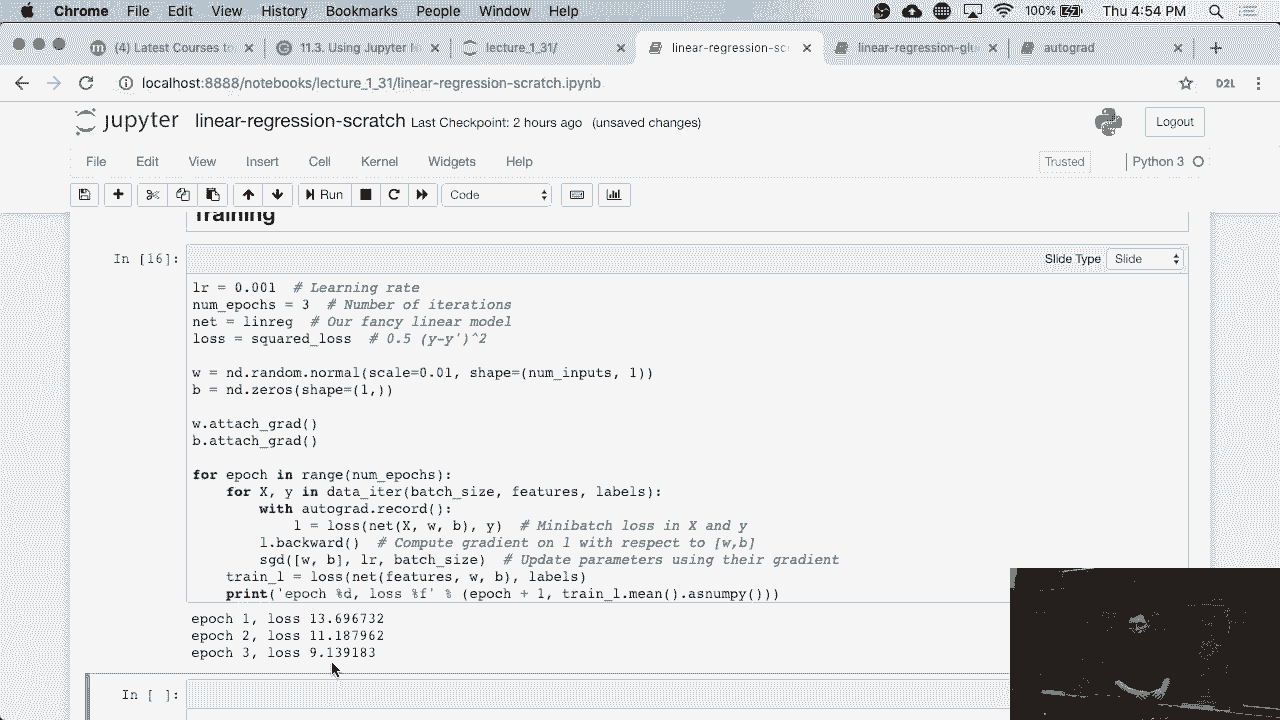 Chrome File Edit View History Bookmarks People Window Help 100% Thu 4:54 PM
(4) Latest Courses to 11.3. Using Jupyter lecture_1_31/ linear-regression-sc linear-regression-glu autograd
localhost:8888/notebooks/lecture_1_31/linear-regression-scratch.ipynb D2L
jupyter linear-regression-scratch Last Checkpoint: 2 hours ago (unsaved changes) Logout
File Edit View Insert Cell Kernel Widgets Help Trusted Python 3
Run Code
Training
In [16]: Slide Type Slide
lr = 0.001  # Learning rate
num_epochs = 3  # Number of iterations
net = linreg  # Our fancy linear model
loss = squared_loss  # 0.5 (y-y')^2
w = nd.random.normal(scale=0.01, shape=(num_inputs, 1))
b = nd.zeros(shape=(1,))
w.attach_grad()
b.attach_grad()
for epoch in range(num_epochs):
    for X, y in data_iter(batch_size, features, labels):
        with autograd.record():
            l = loss(net(X, w, b), y)  # Minibatch loss in X and y
        l.backward()  # Compute gradient on l with respect to [w,b]
        sgd([w, b], lr, batch_size)  # Update parameters using their gradient
    train_l = loss(net(features, w, b), labels)
    print('epoch %d, loss %f' % (epoch + 1, train_l.mean().asnumpy()))
epoch 1, loss 13.696732
epoch 2, loss 11.187962
epoch 3, loss 9.139183
In [ ]: